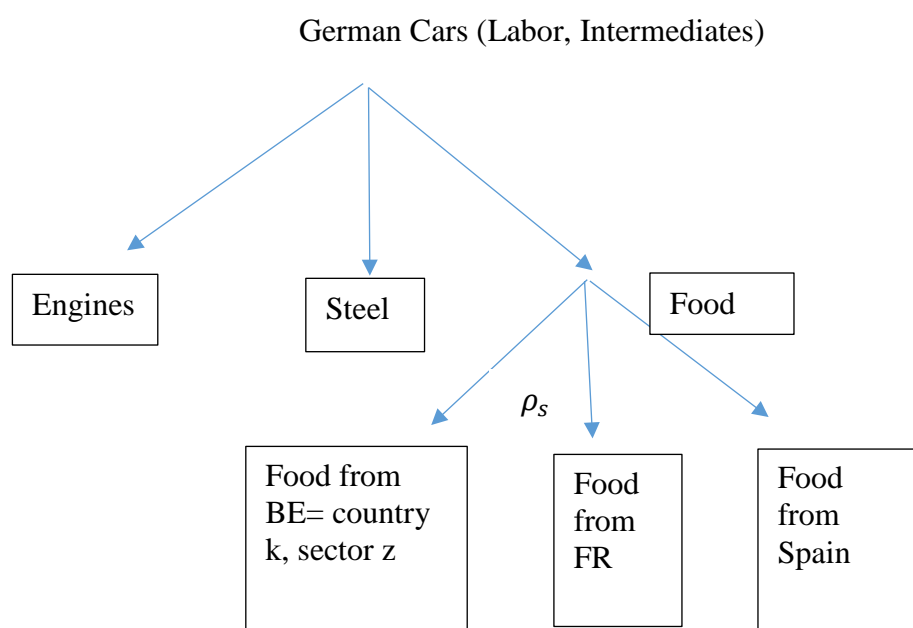 German Cars (Labor, Intermediates)
Engines
Steel
Food
ρₛ
Food from
BE= country
k, sector z
Food
from
FR
Food
from
Spain